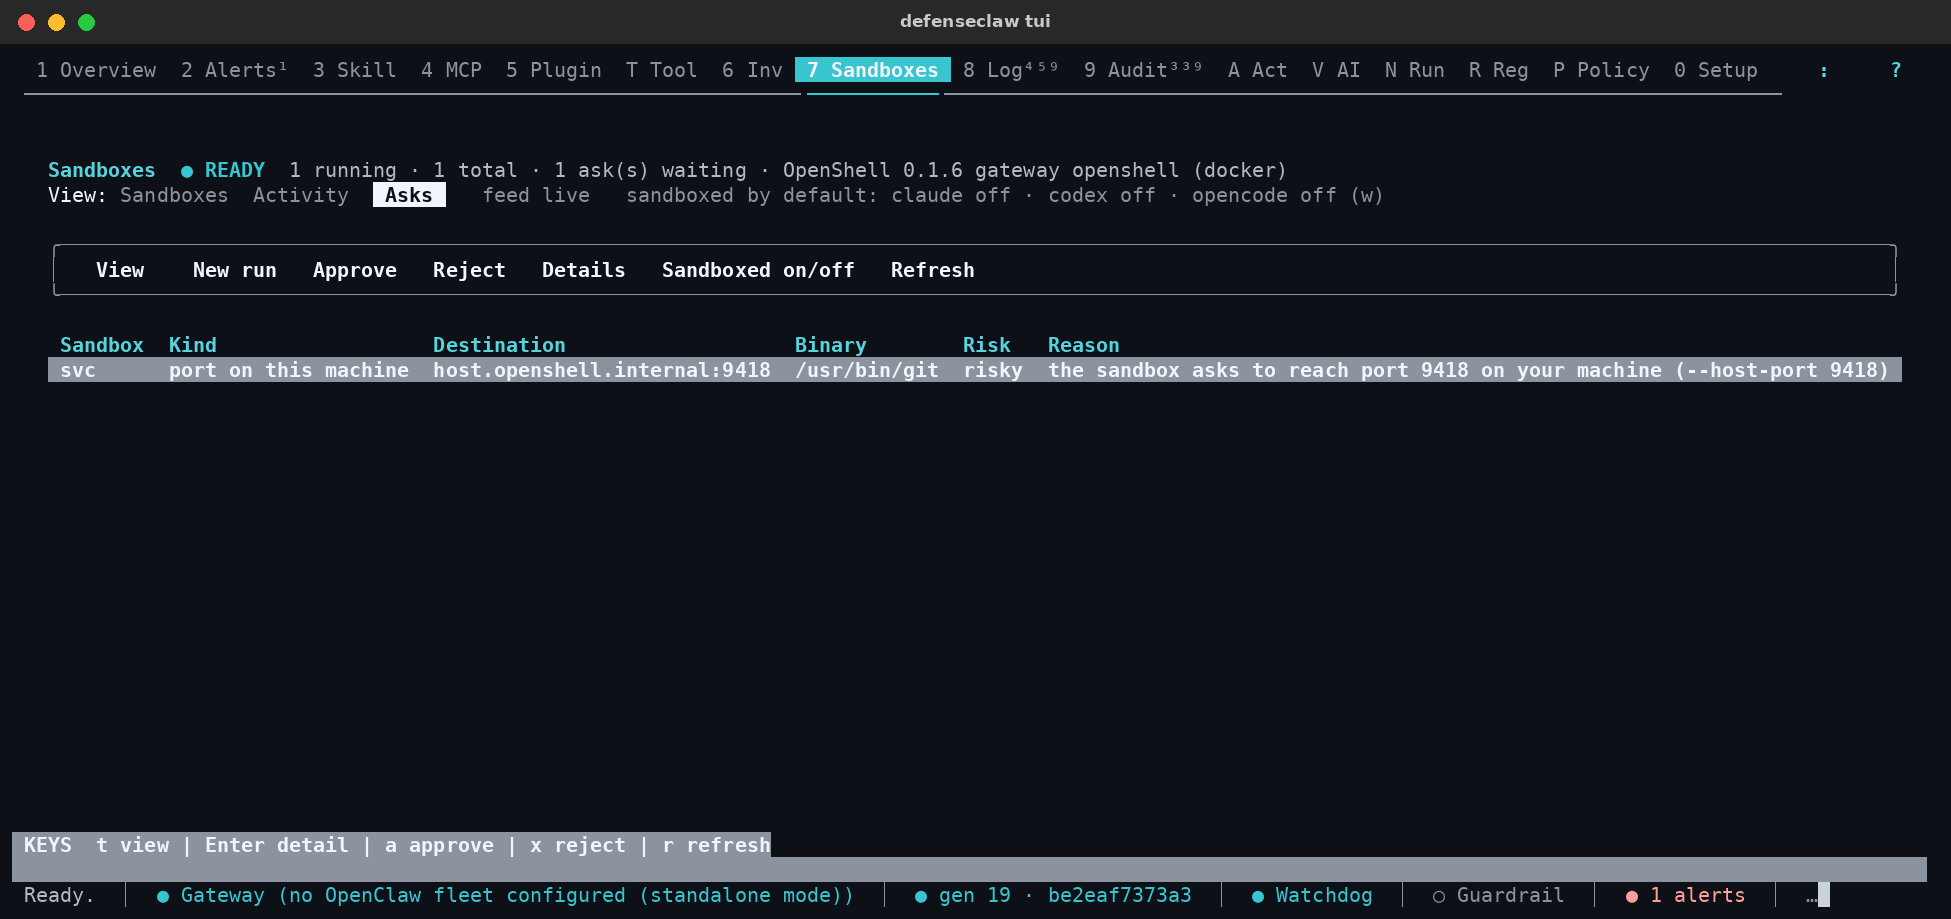 defenseclaw tui
1 Overview  2 Alerts¹  3 Skill  4 MCP  5 Plugin  T Tool  6 Inv  7 Sandboxes  8 Log⁴⁵⁹  9 Audit³³⁹  A Act  V AI  N Run  R Reg  P Policy  0 Setup  :  ?
Sandboxes  ● READY  1 running · 1 total · 1 ask(s) waiting · OpenShell 0.1.6 gateway openshell (docker)
View: Sandboxes  Activity  Asks  feed live  sandboxed by default: claude off · codex off · opencode off (w)
View  New run  Approve  Reject  Details  Sandboxed on/off  Refresh
Sandbox  Kind  Destination  Binary  Risk  Reason
svc  port on this machine  host.openshell.internal:9418  /usr/bin/git  risky  the sandbox asks to reach port 9418 on your machine (--host-port 9418)
KEYS  t view | Enter detail | a approve | x reject | r refresh
Ready. │ ● Gateway (no OpenClaw fleet configured (standalone mode)) │ ● gen 19 · be2eaf7373a3 │ ● Watchdog │ ○ Guardrail │ ● 1 alerts │ …